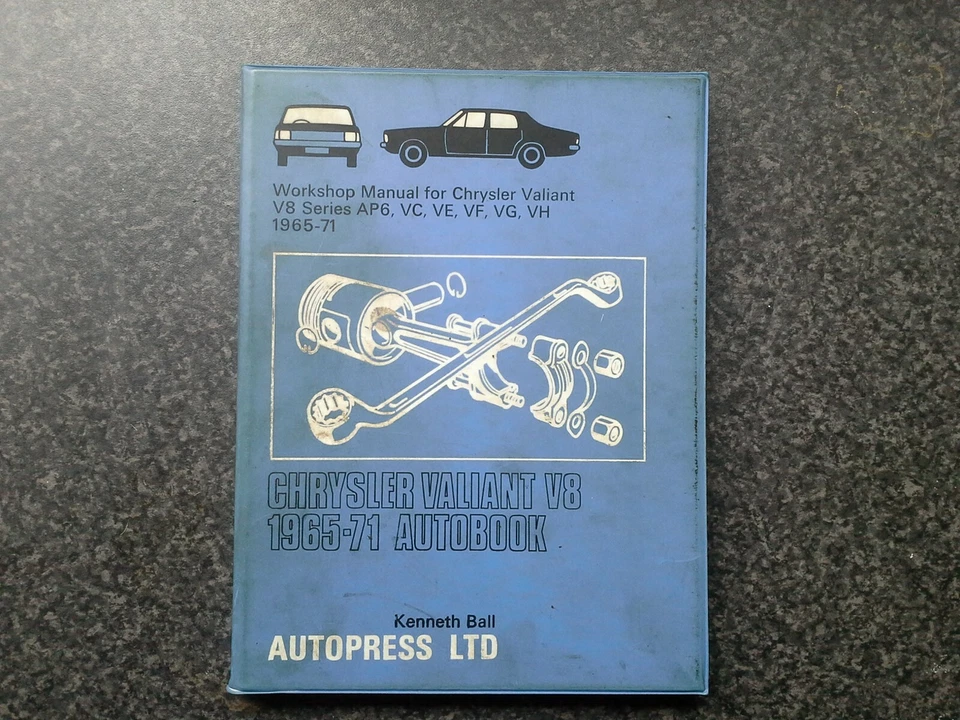 Workshop Manual for Chrysler Valiant
V8 Series AP6, VC, VE, VF, VG, VH
1965-71
CHRYSLER VALIANT V8
1965-71 AUTOBOOK
Kenneth Ball
AUTOPRESS LTD